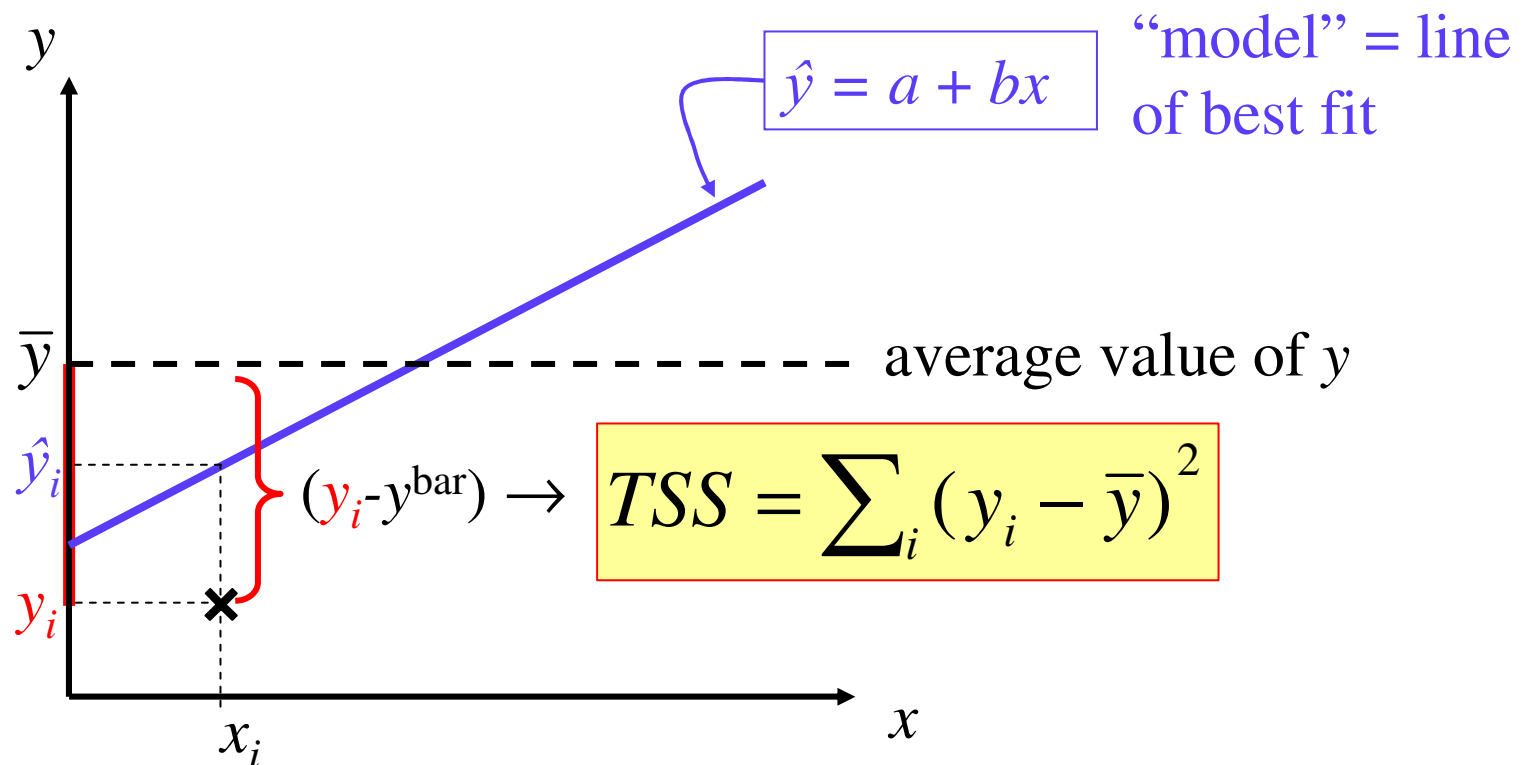 y
ŷ = a + bx
“model” = line
of best fit
y̅
average value of y
ŷᵢ
(yᵢ-yᵇᵃʳ) → TSS = ∑ᵢ (yᵢ − y̅)²
yᵢ
xᵢ
x